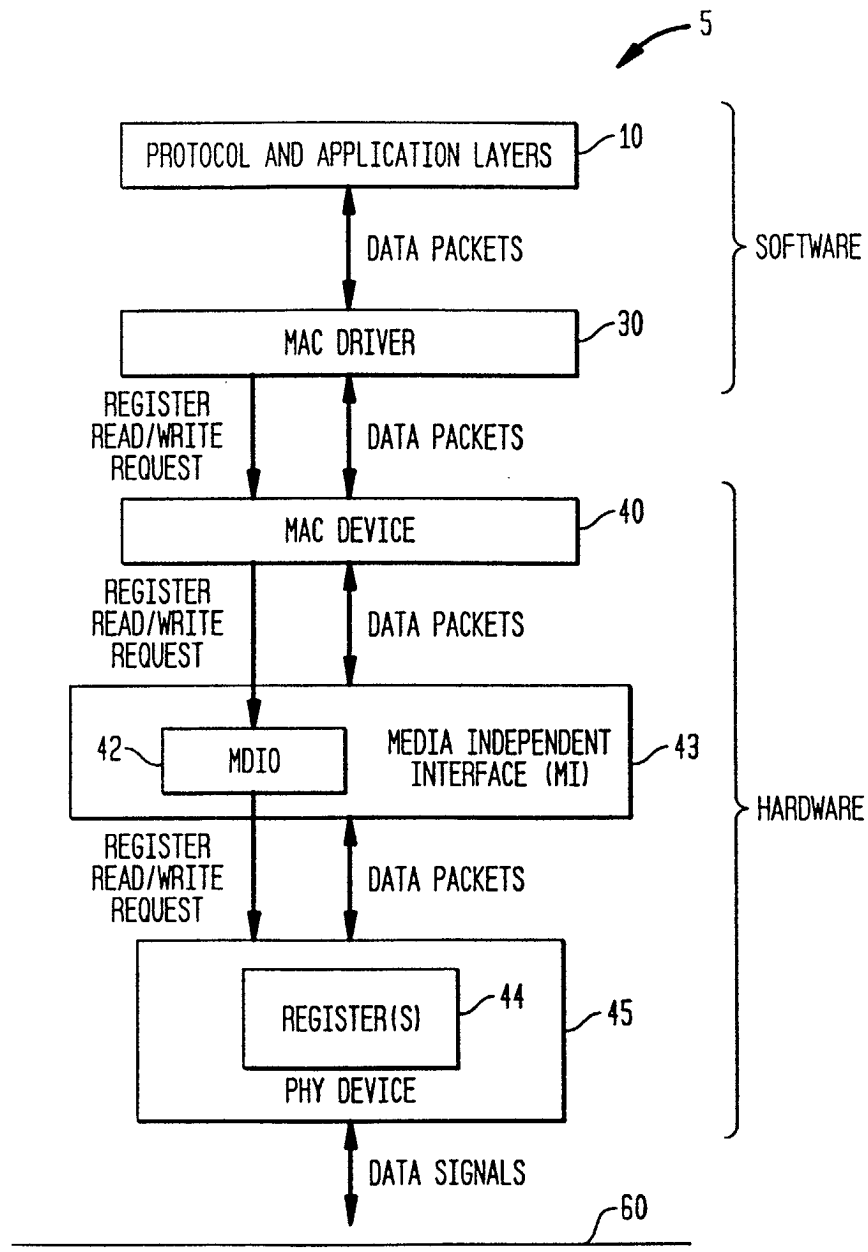 5
PROTOCOL AND APPLICATION LAYERS
10
DATA PACKETS
SOFTWARE
MAC DRIVER
30
REGISTER
READ/WRITE
REQUEST
DATA PACKETS
MAC DEVICE
40
REGISTER
READ/WRITE
REQUEST
DATA PACKETS
42
MDIO
MEDIA INDEPENDENT
INTERFACE (MI)
43
HARDWARE
REGISTER
READ/WRITE
REQUEST
DATA PACKETS
REGISTER(S)
44
45
PHY DEVICE
DATA SIGNALS
60